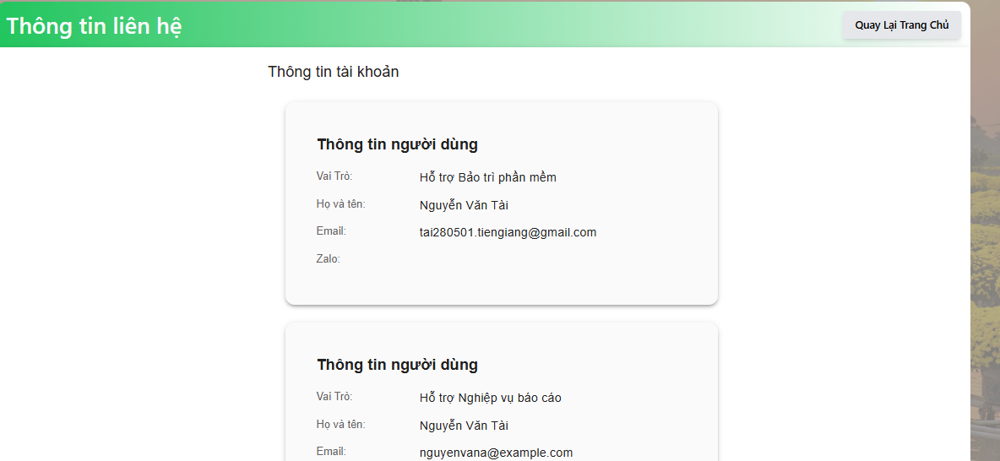 Thông tin liên hệ
Quay Lại Trang Chủ
Thông tin tài khoản
Thông tin người dùng
Vai Trò: Hỗ trợ Bảo trì phần mềm
Họ và tên: Nguyễn Văn Tài
Email: tai280501.tiengiang@gmail.com
Zalo:
Thông tin người dùng
Vai Trò: Hỗ trợ Nghiệp vụ báo cáo
Họ và tên: Nguyễn Văn Tài
Email: nguyenvana@example.com